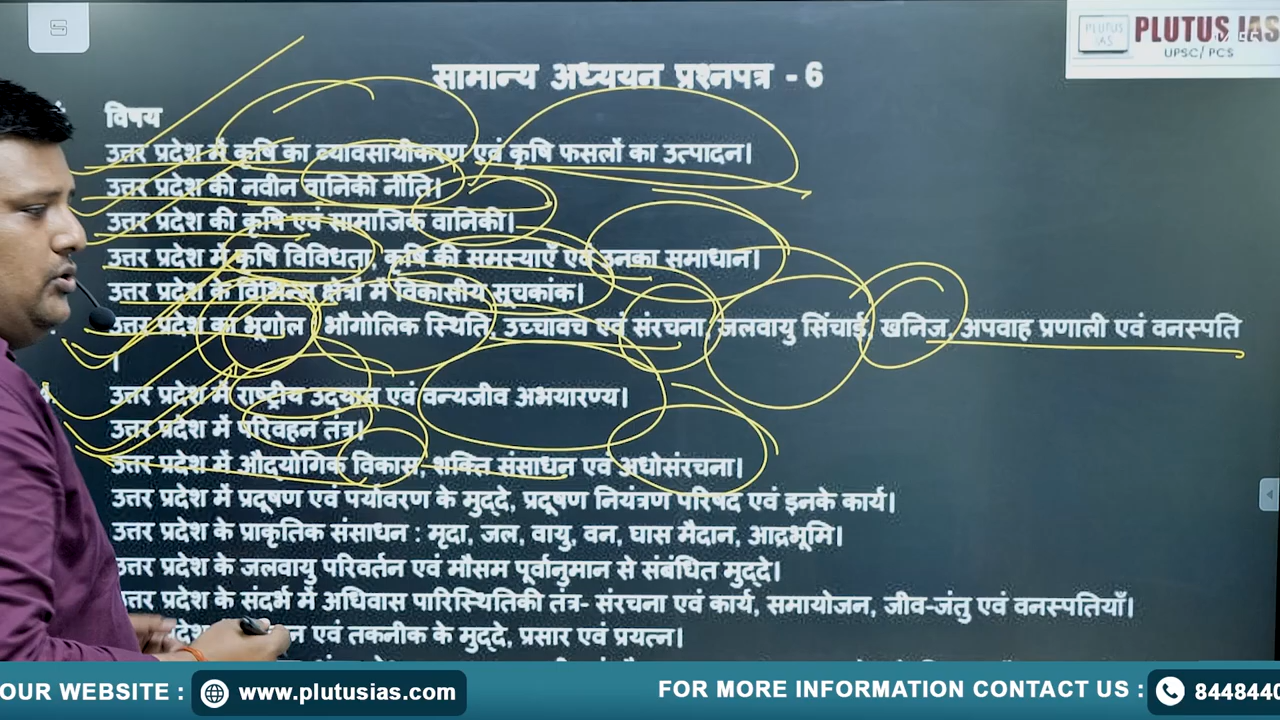 PLUTUS IAS
PLUTUS IAS
UPSC/ PCS
सामान्य अध्ययन प्रश्नपत्र - 6
विषय
उत्तर प्रदेश में कृषि का व्यावसायीकरण एवं कृषि फसलों का उत्पादन।
उत्तर प्रदेश की नवीन वानिकी नीति।
उत्तर प्रदेश की कृषि एवं सामाजिक वानिकी।
उत्तर प्रदेश में कृषि विविधता, कृषि की समस्याएँ एवं उनका समाधान।
उत्तर प्रदेश के विभिन्न क्षेत्रों में विकासीय सूचकांक।
उत्तर प्रदेश का भूगोल भौगोलिक स्थिति, उच्चावच एवं संरचना, जलवायु सिंचाई, खनिज, अपवाह प्रणाली एवं वनस्पति
।
उत्तर प्रदेश में राष्ट्रीय उद्यान एवं वन्यजीव अभयारण्य।
उत्तर प्रदेश में परिवहन तंत्र।
उत्तर प्रदेश में औद्योगिक विकास, शक्ति संसाधन एवं अधोसंरचना।
उत्तर प्रदेश में प्रदूषण एवं पर्यावरण के मुद्दे, प्रदूषण नियंत्रण परिषद एवं इनके कार्य।
उत्तर प्रदेश के प्राकृतिक संसाधन : मृदा, जल, वायु, वन, घास मैदान, आद्रभूमि।
उत्तर प्रदेश के जलवायु परिवर्तन एवं मौसम पूर्वानुमान से संबंधित मुद्दे।
उत्तर प्रदेश के संदर्भ में अधिवास पारिस्थितिकी तंत्र- संरचना एवं कार्य, समायोजन, जीव-जंतु एवं वनस्पतियाँ।
एवं तकनीक के मुद्दे, प्रसार एवं प्रयत्न।
OUR WEBSITE : www.plutusias.com FOR MORE INFORMATION CONTACT US : 8448440